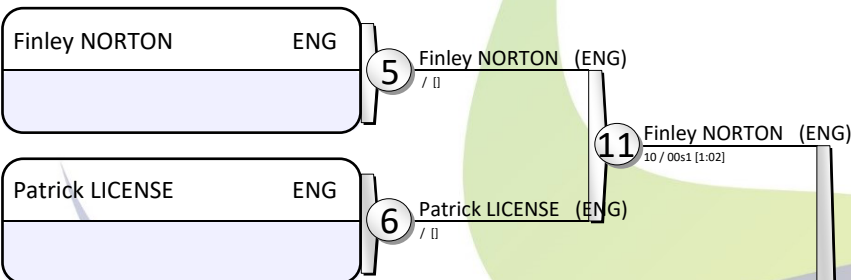 Finley NORTON ENG
5
Finley NORTON (ENG)
/ []
11
Finley NORTON (ENG)
10 / 00s1 [1:02]
Patrick LICENSE ENG
6
Patrick LICENSE (ENG)
/ []